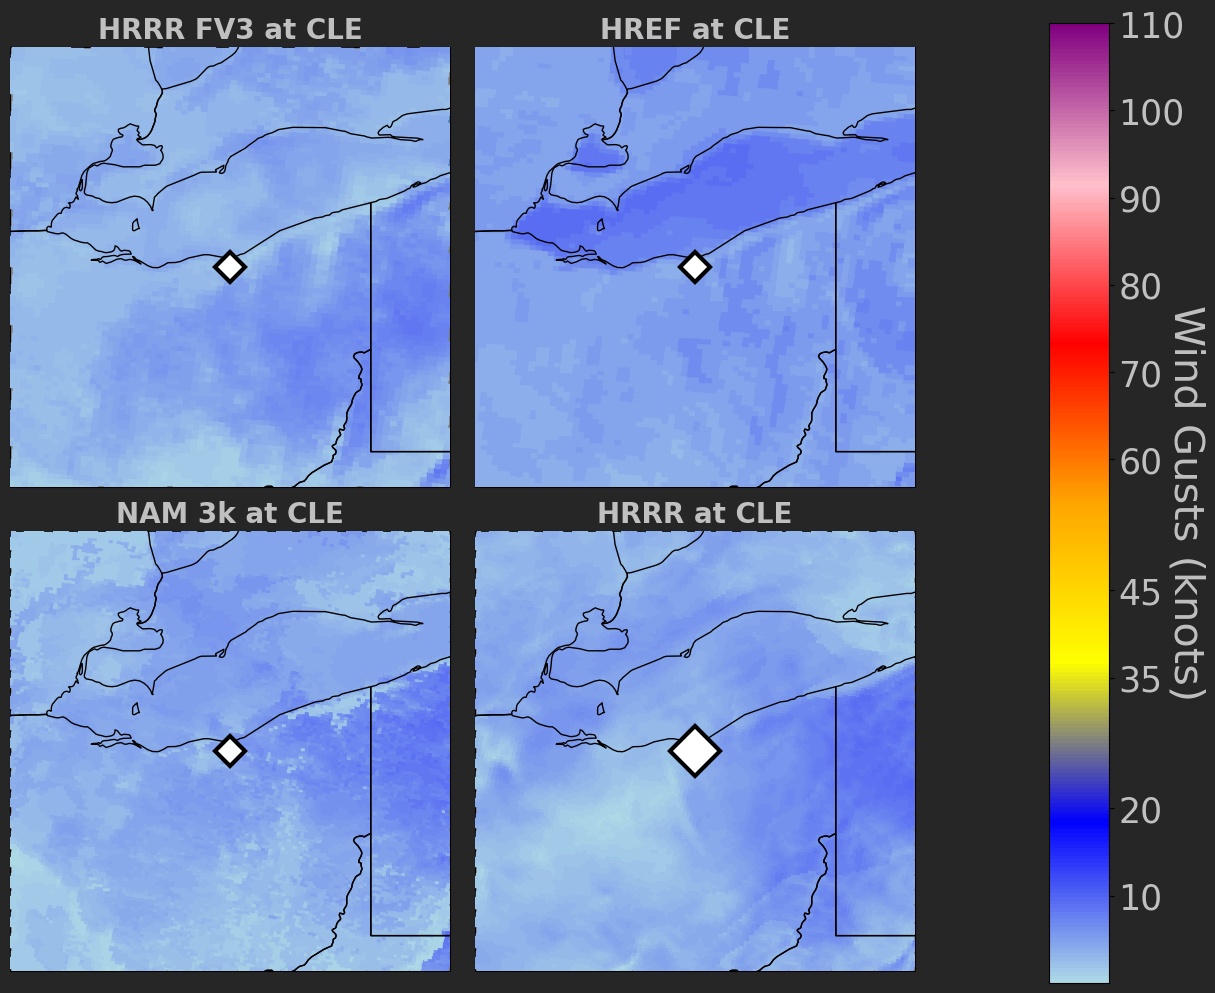 HRRR FV3 at CLE
HREF at CLE
NAM 3k at CLE
HRRR at CLE
110
100
90
80
70
60
45
35
20
10
Wind Gusts (knots)